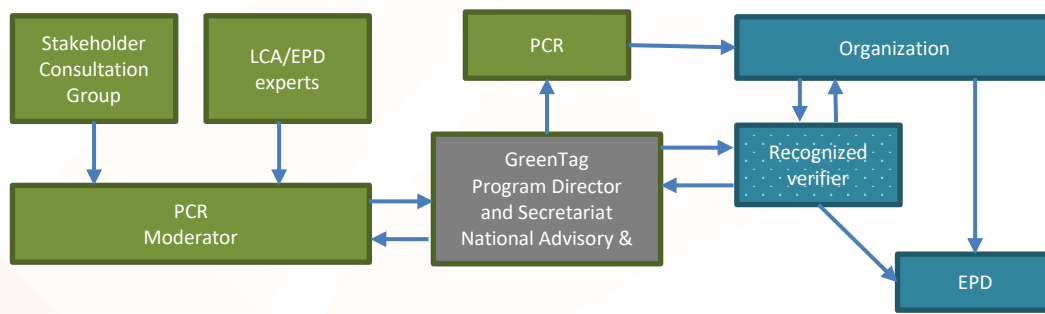 Stakeholder
Consultation
Group
LCA/EPD
experts
PCR
Organization
GreenTag
Program Director
and Secretariat
National Advisory &
Recognized
verifier
PCR
Moderator
EPD